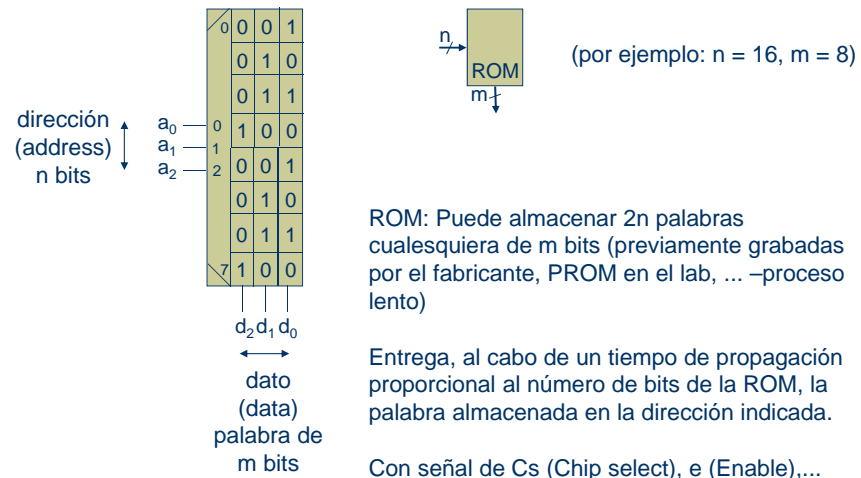 0 0 0 1
0 1 0
0 1 1
1 0 0
0 0 1
0 1 0
0 1 1
7 1 0 0
dirección
(address)
n bits
a0
a1
a2
0
1
2
d2 d1 d0
dato
(data)
palabra de
m bits
n
ROM
m
(por ejemplo: n = 16, m = 8)
ROM: Puede almacenar 2n palabras
cualesquiera de m bits (previamente grabadas
por el fabricante, PROM en el lab, ... –proceso
lento)
Entrega, al cabo de un tiempo de propagación
proporcional al número de bits de la ROM, la
palabra almacenada en la dirección indicada.
Con señal de Cs (Chip select), e (Enable),...